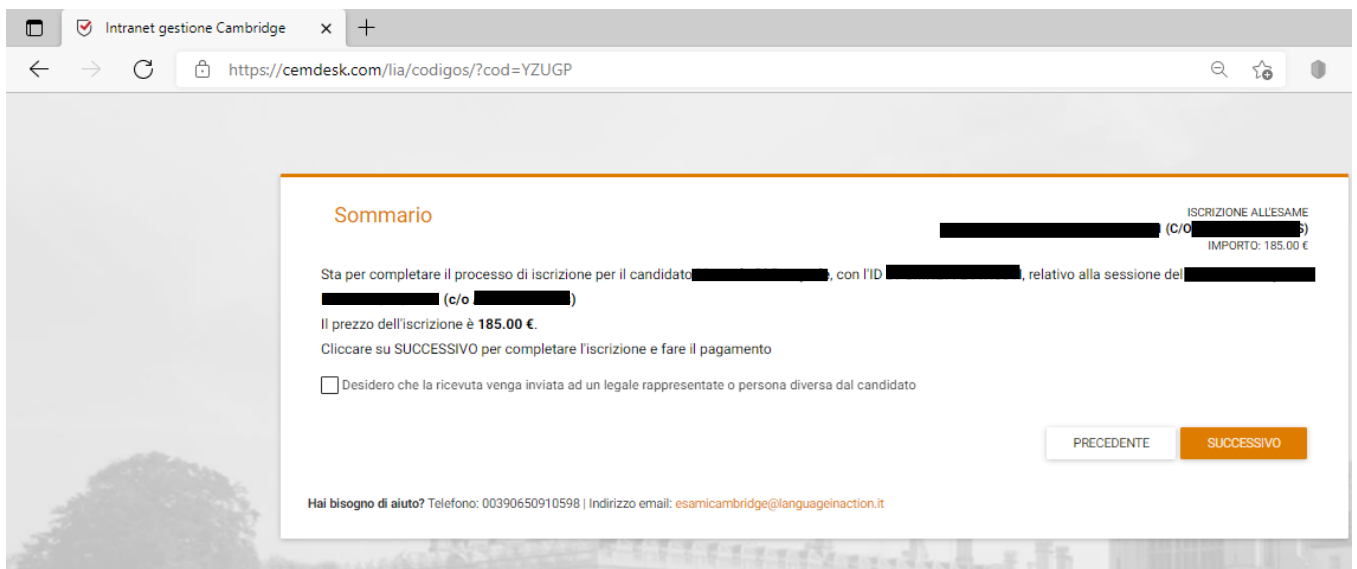 Intranet gestione Cambridge
https://cemdesk.com/lia/codigos/?cod=YZUGP
Sommario
ISCRIZIONE ALL'ESAME
(C/O S)
IMPORTO: 185.00 €
Sta per completare il processo di iscrizione per il candidato , con l'ID , relativo alla sessione del
(c/o )
Il prezzo dell'iscrizione è 185.00 €.
Cliccare su SUCCESSIVO per completare l'iscrizione e fare il pagamento
Desidero che la ricevuta venga inviata ad un legale rappresentate o persona diversa dal candidato
PRECEDENTE SUCCESSIVO
Hai bisogno di aiuto? Telefono: 00390650910598 | Indirizzo email: esamicambridge@languageinaction.it